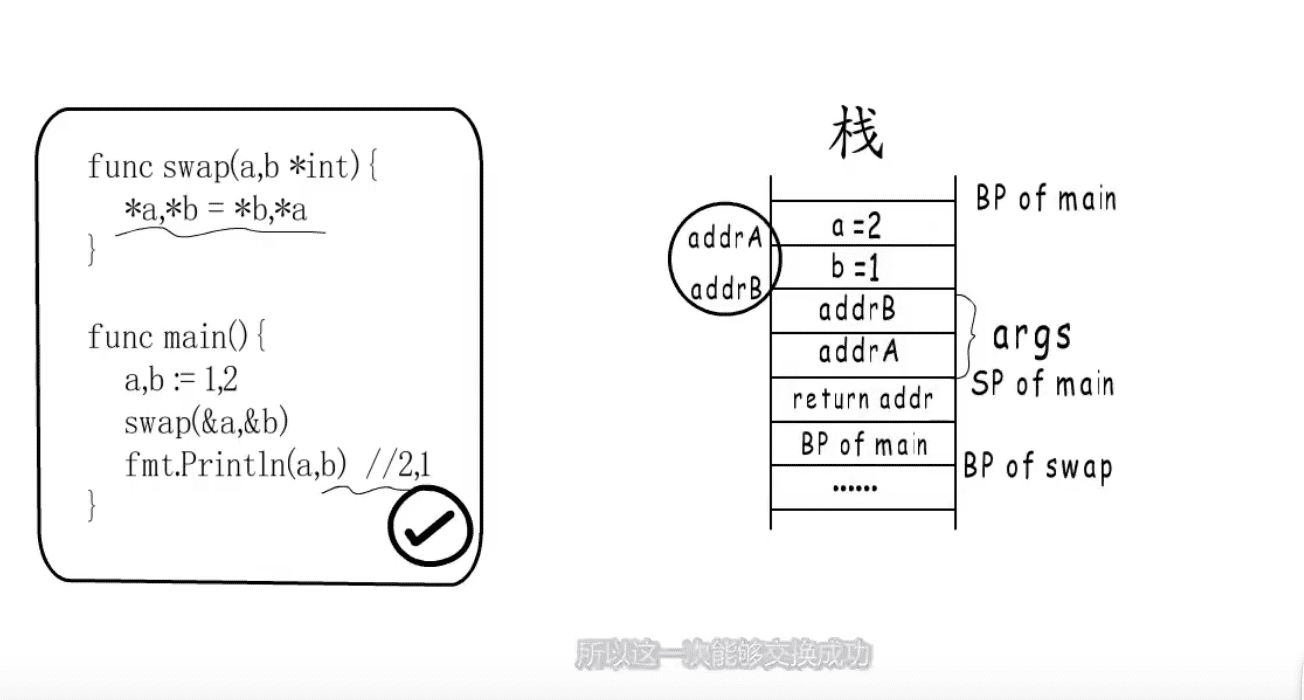 func swap(a,b *int){
*a,*b = *b,*a
}
func main(){
a,b := 1,2
swap(&a,&b)
fmt.Println(a,b) //2,1
}
栈
BP of main
addrA
a =2
addrB
b =1
addrB
addrA
args
SP of main
return addr
BP of main
BP of swap
······
所以这一次能够交换成功